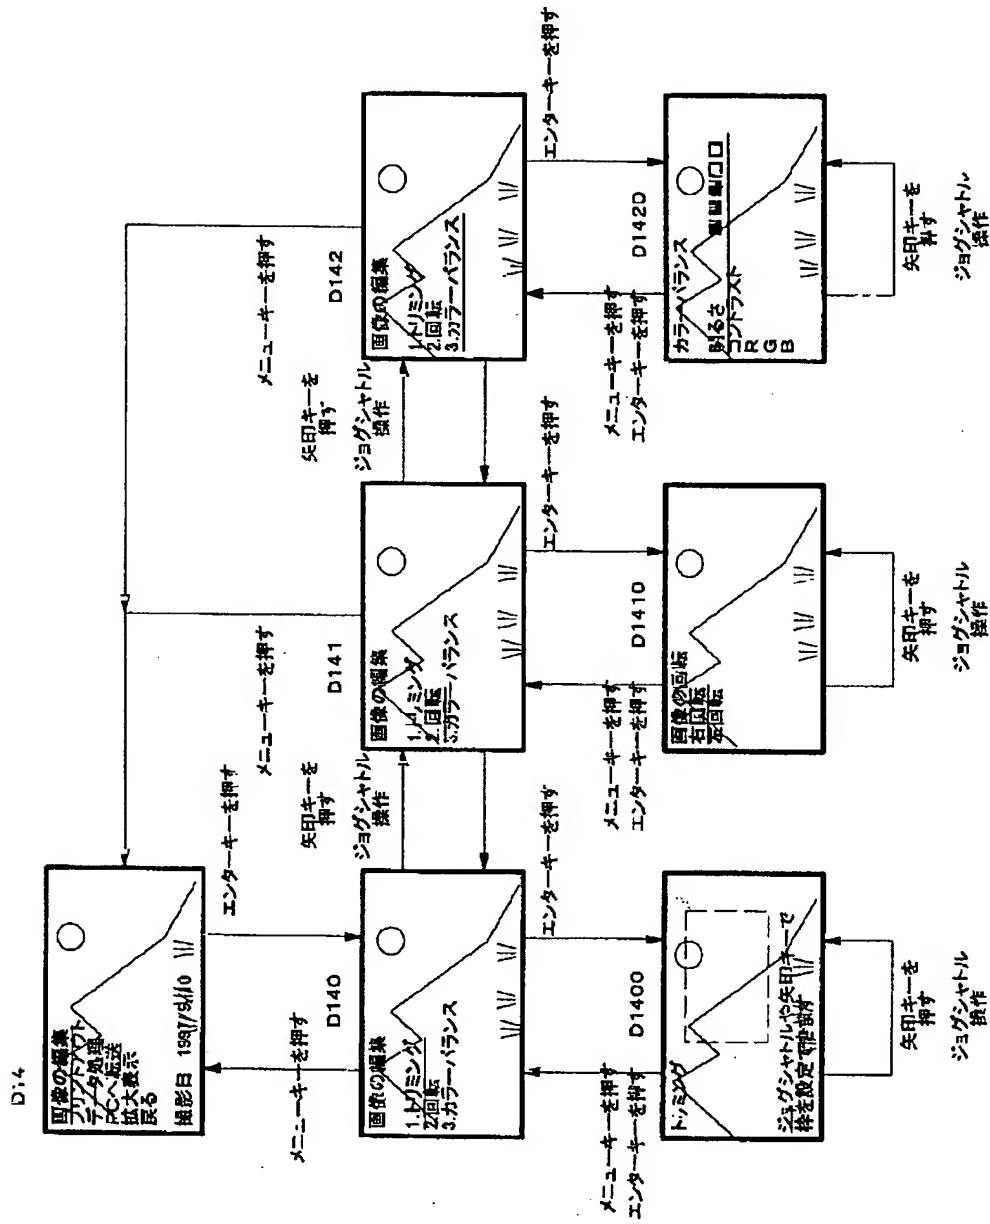 D14
画像の編集
プリントアウト
データ処理
PCへ転送
拡大表示
戻る
撮影日
メニューキーを押す
エンターキーを押す
D140
画像の編集
1.トリミング
2.回転
3.カラーバランス
矢印キーを
押す
ジョグシャトル
操作
メニューキーを押す
D141
画像の編集
1.トリミング
2.回転
3.カラーバランス
矢印キーを
押す
ジョグシャトル
操作
メニューキーを押す
D142
画像の編集
1.トリミング
2.回転
3.カラーバランス
メニューキーを押す
エンターキーを押す
エンターキーを押す
D1400
トリミング
ジョグシャトルや矢印キーで
枠を設定
矢印キーを
押す
ジョグシャトル
操作
メニューキーを押す
エンターキーを押す
エンターキーを押す
D1410
画像の回転
右回転
左回転
矢印キーを
押す
ジョグシャトル
操作
メニューキーを押す
エンターキーを押す
エンターキーを押す
D1420
カラーバランス
明るさ
コントラスト
R
G
B
矢印キーを
押す
ジョグシャトル
操作